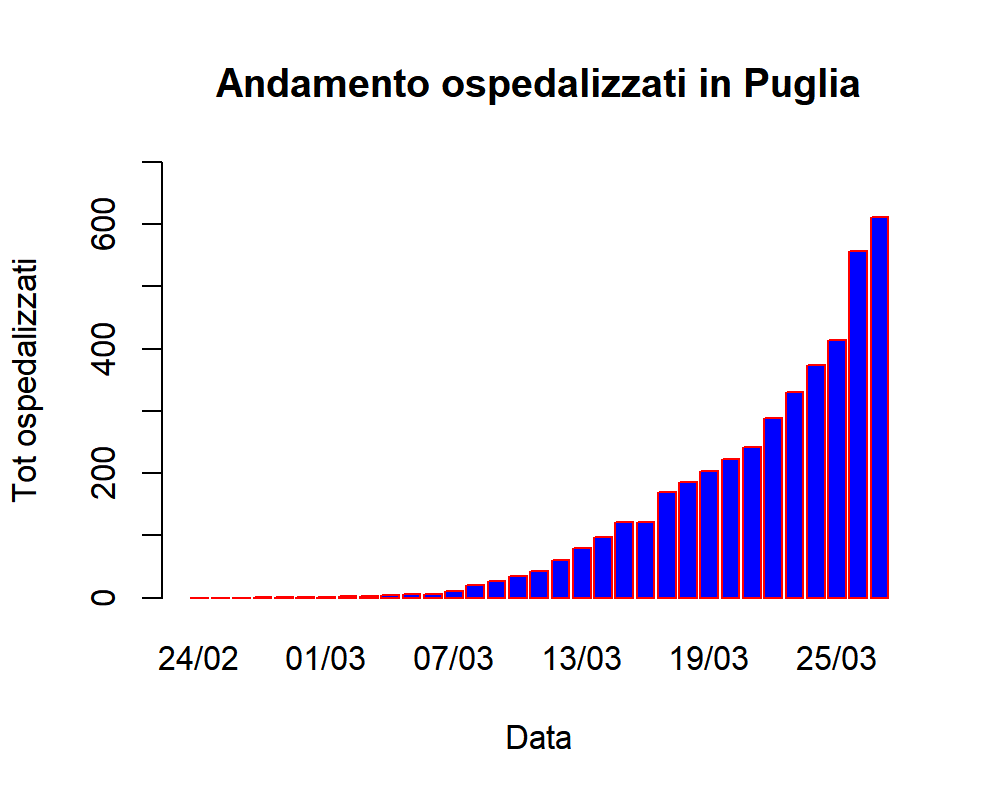 Andamento ospedalizzati in Puglia
Tot ospedalizzati
600
400
200
0
24/02 01/03 07/03 13/03 19/03 25/03
Data